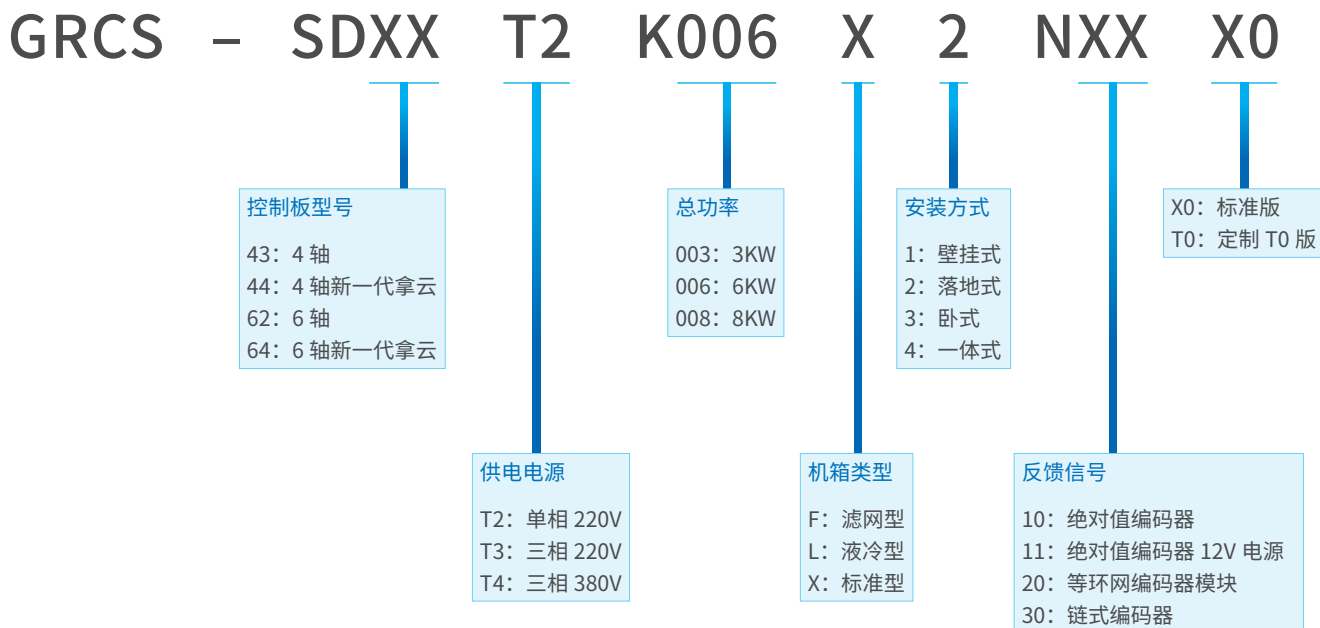 GRCS – SDXX T2 K006 X 2 NXX X0
控制板型号
43：4 轴
44：4 轴新一代拿云
62：6 轴
64：6 轴新一代拿云
总功率
003：3KW
006：6KW
008：8KW
安装方式
1：壁挂式
2：落地式
3：卧式
4：一体式
X0：标准版
T0：定制 T0 版
供电电源
T2：单相 220V
T3：三相 220V
T4：三相 380V
机箱类型
F：滤网型
L：液冷型
X：标准型
反馈信号
10：绝对值编码器
11：绝对值编码器 12V 电源
20：等环网编码器模块
30：链式编码器